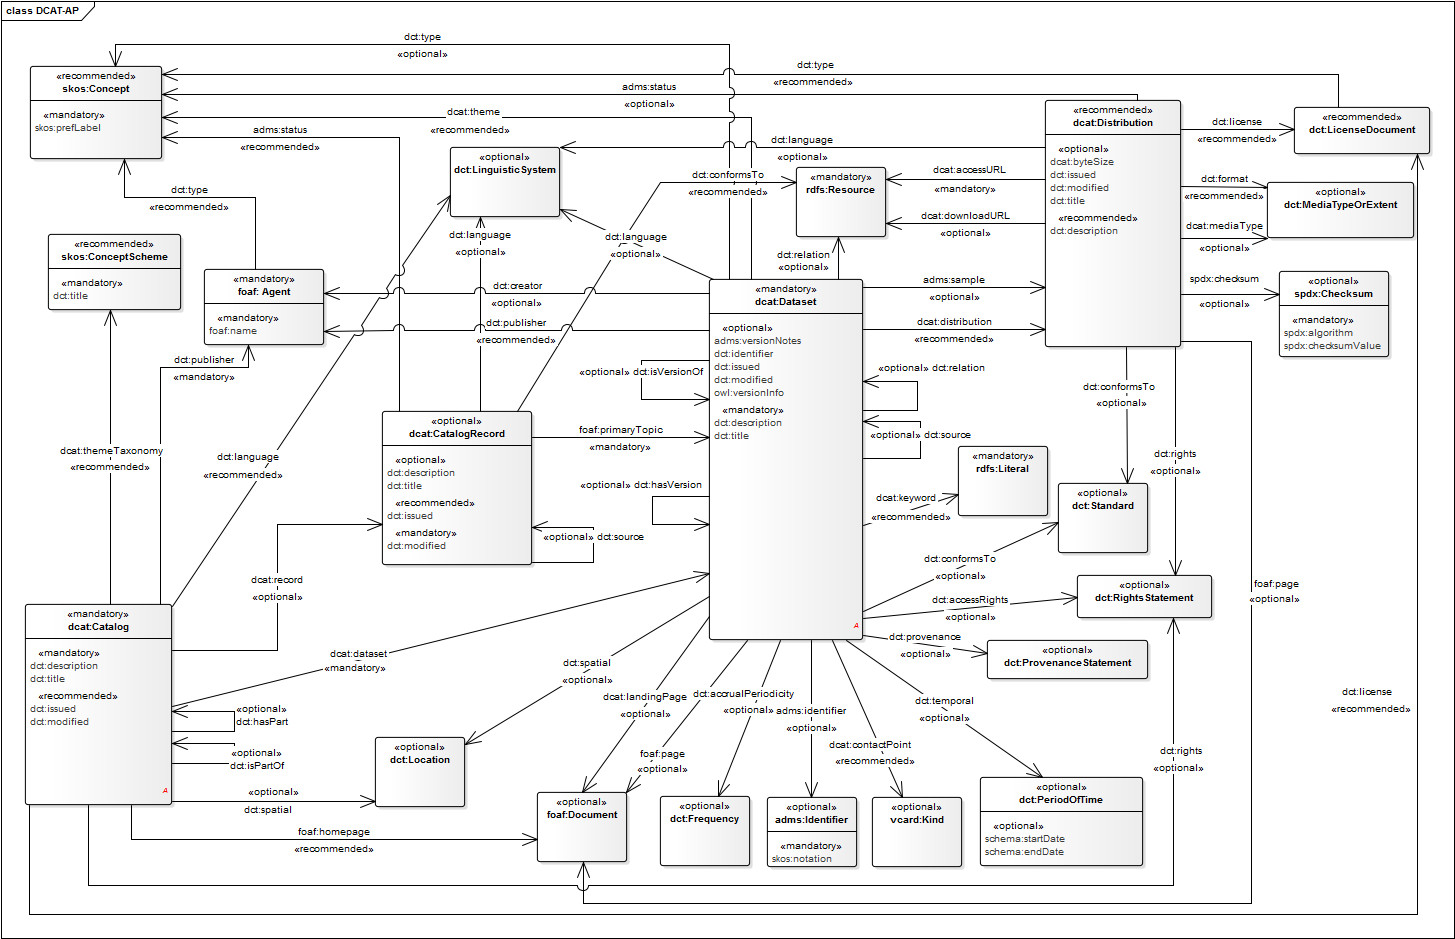 class DCAT-AP
dct:type
«optional»
«recommended»
skos:Concept
«mandatory»
skos:prefLabel
dct:type
«recommended»
adms:status
«optional»
dcat:theme
«recommended»
adms:status
«recommended»
«recommended»
dcat:Distribution
«optional»
dcat:byteSize
dct:issued
dct:modified
dct:title
«recommended»
dct:description
dct:license
«recommended»
«recommended»
dct:LicenseDocument
dct:language
«optional»
«optional»
dct:LinguisticSystem
dct:conformsTo
«recommended»
«mandatory»
rdfs:Resource
dcat:accessURL
«mandatory»
dcat:downloadURL
«optional»
dct:format
«recommended»
«optional»
dct:MediaTypeOrExtent
dcat:mediaType
«optional»
dct:type
«recommended»
«recommended»
skos:ConceptScheme
«mandatory»
dct:title
«mandatory»
foaf: Agent
«mandatory»
foaf:name
dct:language
«optional»
dct:language
«optional»
dct:relation
«optional»
spdx:checksum
«optional»
«optional»
spdx:Checksum
«mandatory»
spdx:algorithm
spdx:checksumValue
dct:creator
«optional»
dct:publisher
«recommended»
«mandatory»
dcat:Dataset
«optional»
adms:versionNotes
dct:identifier
dct:issued
dct:modified
owl:versionInfo
«mandatory»
dct:description
dct:title
A
adms:sample
«optional»
dcat:distribution
«recommended»
dct:publisher
«mandatory»
«optional» dct:isVersionOf
«optional» dct:relation
dct:conformsTo
«optional»
«optional»
dcat:CatalogRecord
«optional»
dct:description
dct:title
«recommended»
dct:issued
«mandatory»
dct:modified
foaf:primaryTopic
«mandatory»
«optional» dct:source
dcat:themeTaxonomy
«recommended»
dct:language
«recommended»
«mandatory»
rdfs:Literal
dct:rights
«optional»
«optional» dct:hasVersion
dcat:keyword
«recommended»
«optional»
dct:Standard
«optional» dct:source
dcat:record
«optional»
dct:conformsTo
«optional»
dct:accessRights
«optional»
«optional»
dct:RightsStatement
foaf:page
«optional»
«mandatory»
dcat:Catalog
«mandatory»
dct:description
dct:title
«recommended»
dct:issued
dct:modified
A
dcat:dataset
«mandatory»
dct:provenance
«optional»
«optional»
dct:ProvenanceStatement
dct:spatial
«optional»
dcat:landingPage
«optional»
dct:accrualPeriodicity
«optional»
adms:identifier
«optional»
dct:temporal
«optional»
dct:license
«recommended»
«optional»
dct:hasPart
«optional»
dct:isPartOf
«optional»
dct:Location
foaf:page
«optional»
dcat:contactPoint
«recommended»
dct:rights
«optional»
«optional»
dct:spatial
foaf:homepage
«recommended»
«optional»
foaf:Document
«optional»
dct:Frequency
«optional»
adms:Identifier
«mandatory»
skos:notation
«optional»
vcard:Kind
«optional»
dct:PeriodOfTime
«optional»
schema:startDate
schema:endDate